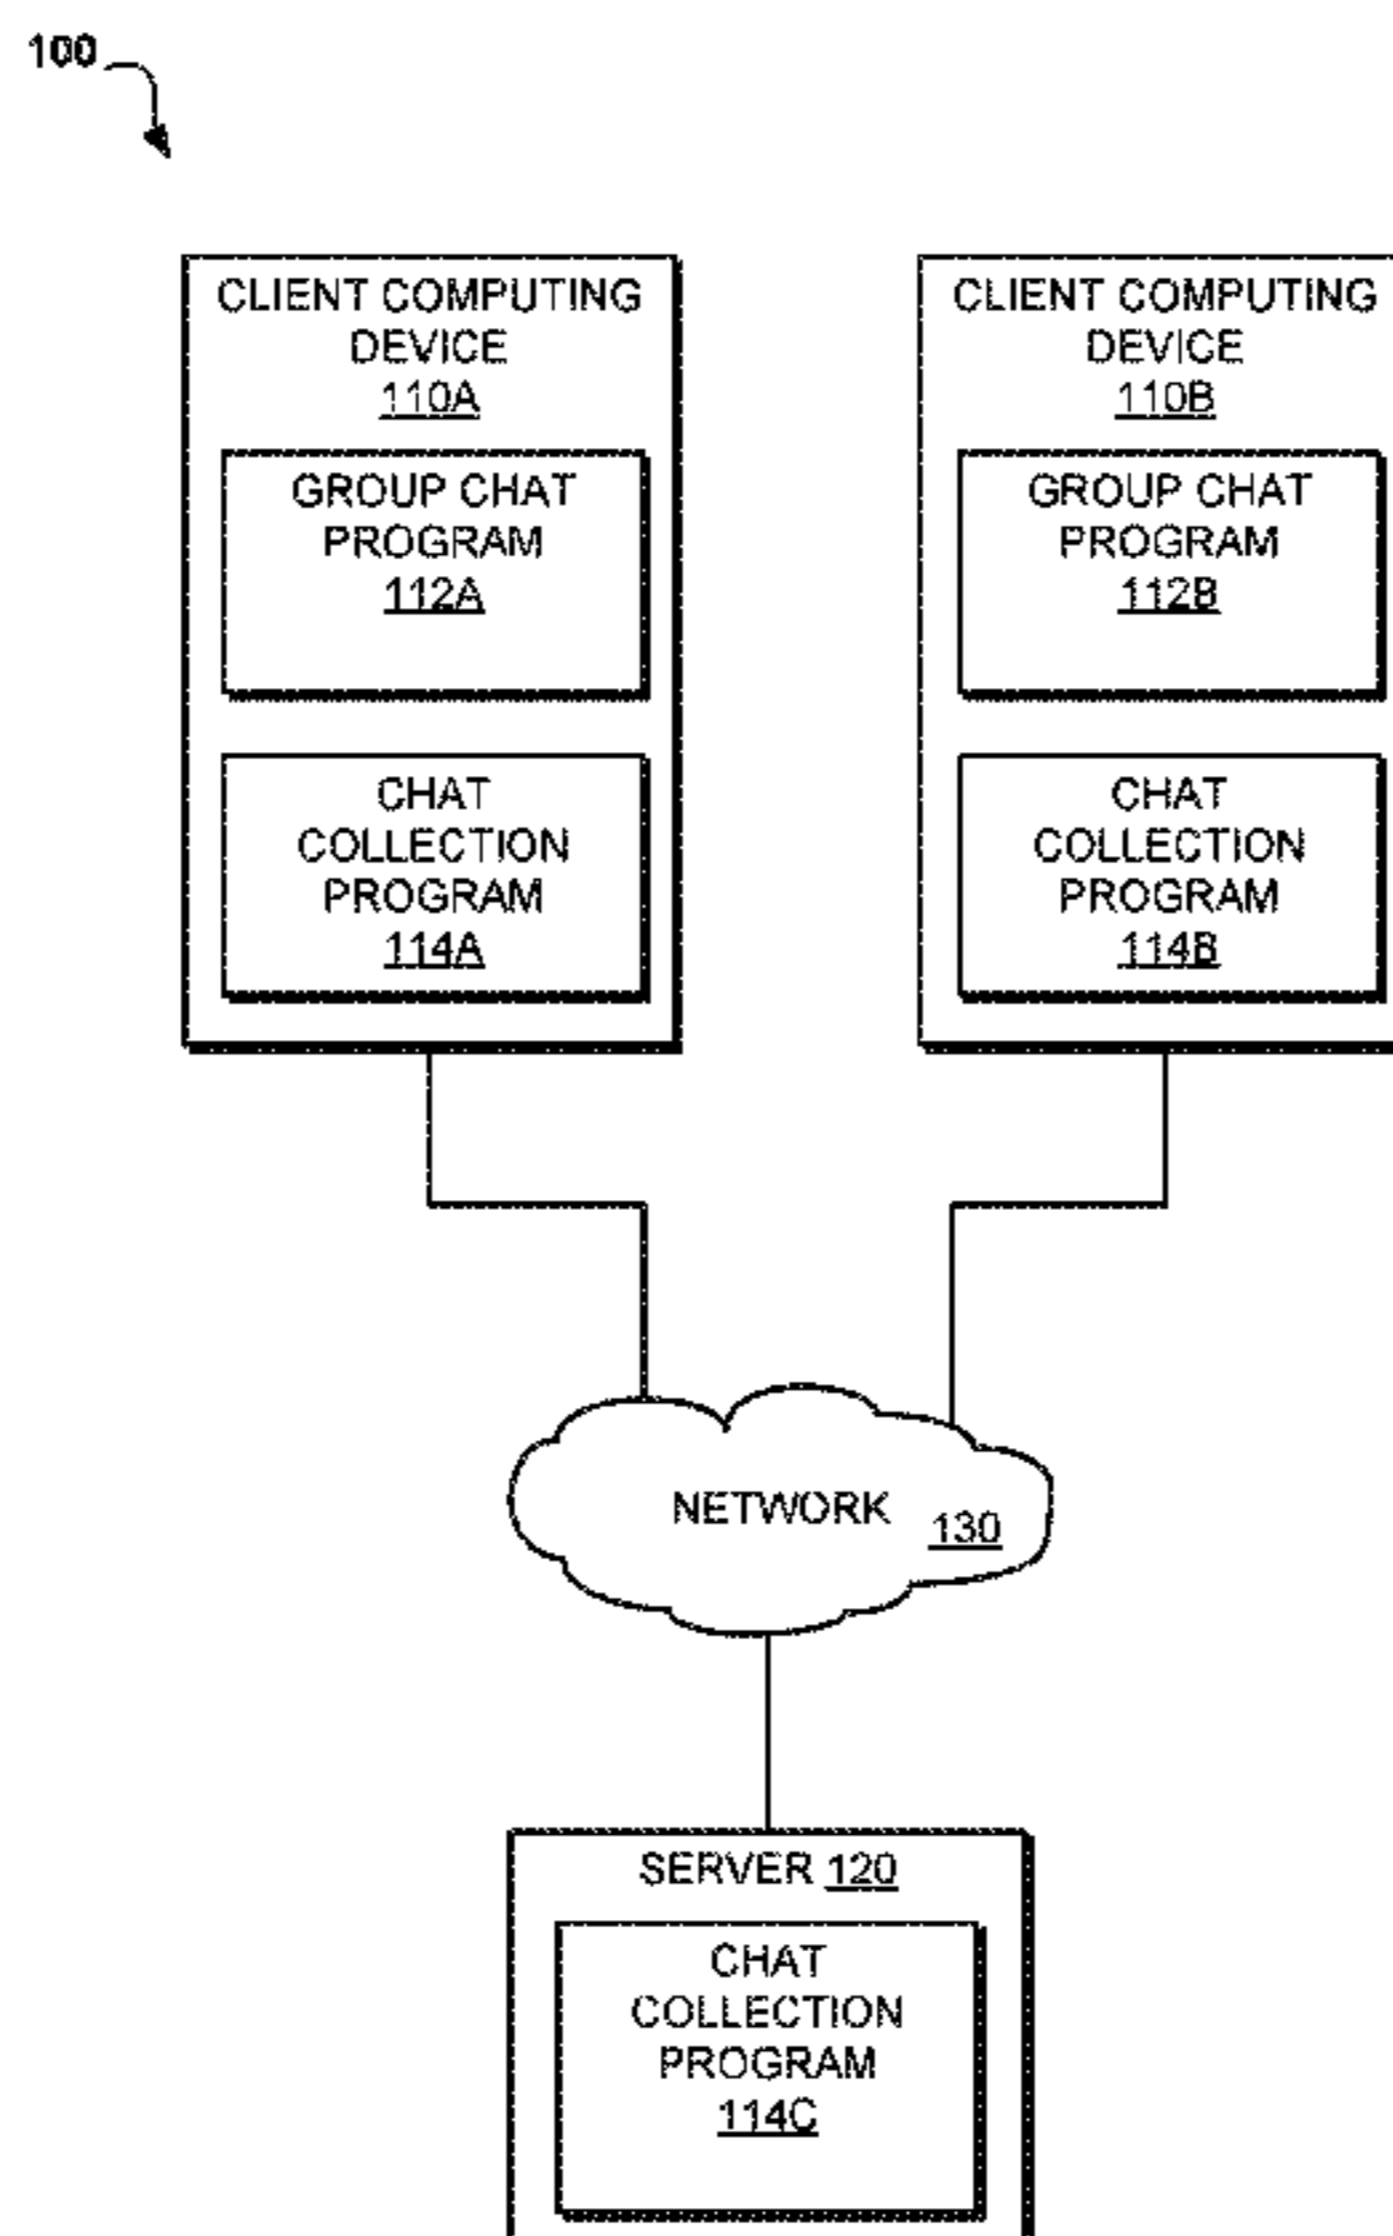 100
CLIENT COMPUTING
DEVICE
110A
GROUP CHAT
PROGRAM
112A
CHAT
COLLECTION
PROGRAM
114A
CLIENT COMPUTING
DEVICE
110B
GROUP CHAT
PROGRAM
112B
CHAT
COLLECTION
PROGRAM
114B
NETWORK 130
SERVER 120
CHAT
COLLECTION
PROGRAM
114C